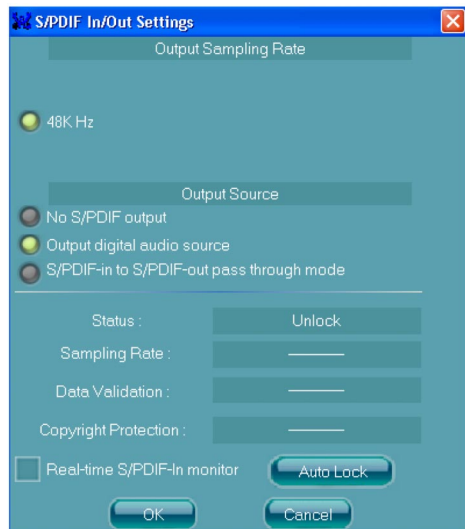 S/PDIF In/Out Settings
Output Sampling Rate
48K Hz
Output Source
No S/PDIF output
Output digital audio source
S/PDIF-in to S/PDIF-out pass through mode
Status : Unlock
Sampling Rate : ———
Data Validation : ———
Copyright Protection : ———
Real-time S/PDIF-In monitor Auto Lock
OK Cancel